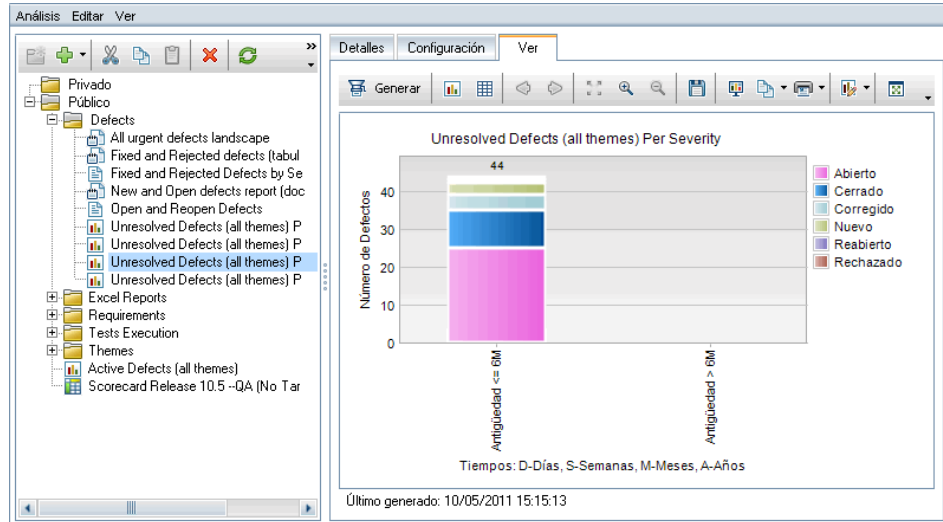 Análisis Editar Ver
»
Privado
Público
Defects
All urgent defects landscape
Fixed and Rejected defects (tabul
Fixed and Rejected Defects by Se
New and Open defects report (doc
Open and Reopen Defects
Unresolved Defects (all themes) P
Unresolved Defects (all themes) P
Unresolved Defects (all themes) P
Unresolved Defects (all themes) P
Excel Reports
Requirements
Tests Execution
Themes
Active Defects (all themes)
Scorecard Release 10.5 --QA (No Tar
Detalles Configuración Ver
Generar
Unresolved Defects (all themes) Per Severity
44
40
30
20
10
0
Número de Defectos
Antigüedad <= 6M
Antigüedad > 6M
Tiempos: D-Días, S-Semanas, M-Meses, A-Años
Abierto
Cerrado
Corregido
Nuevo
Reabierto
Rechazado
Último generado: 10/05/2011 15:15:13